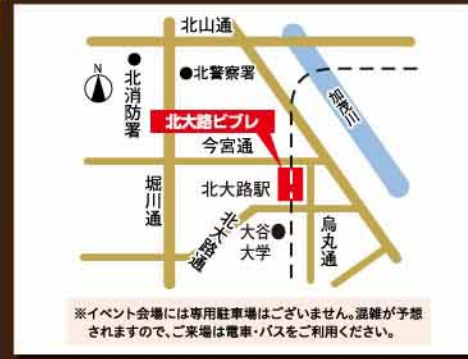 北山通
N
北消防署
●北警察署
加茂川
北大路ビブレ
今宮通
堀川通
北大路駅
北大路通
大谷
大学
烏丸通
※イベント会場には専用駐車場はございません。混雑が予想
されますので、ご来場は電車・バスをご利用ください。